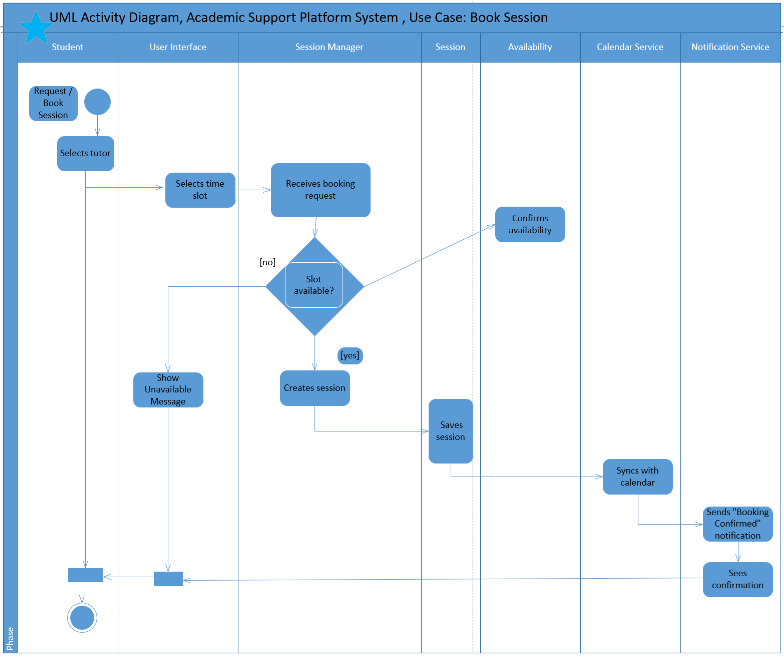 UML Activity Diagram, Academic Support Platform System , Use Case: Book Session
Student
User Interface
Session Manager
Session
Availability
Calendar Service
Notification Service
Request /
Book
Session
Selects tutor
Selects time
slot
Receives booking
request
Confirms
availability
[no]
Slot
available?
[yes]
Show
Unavailable
Message
Creates session
Saves
session
Syncs with
calendar
Sends "Booking
Confirmed"
notification
Sees
confirmation
Phase